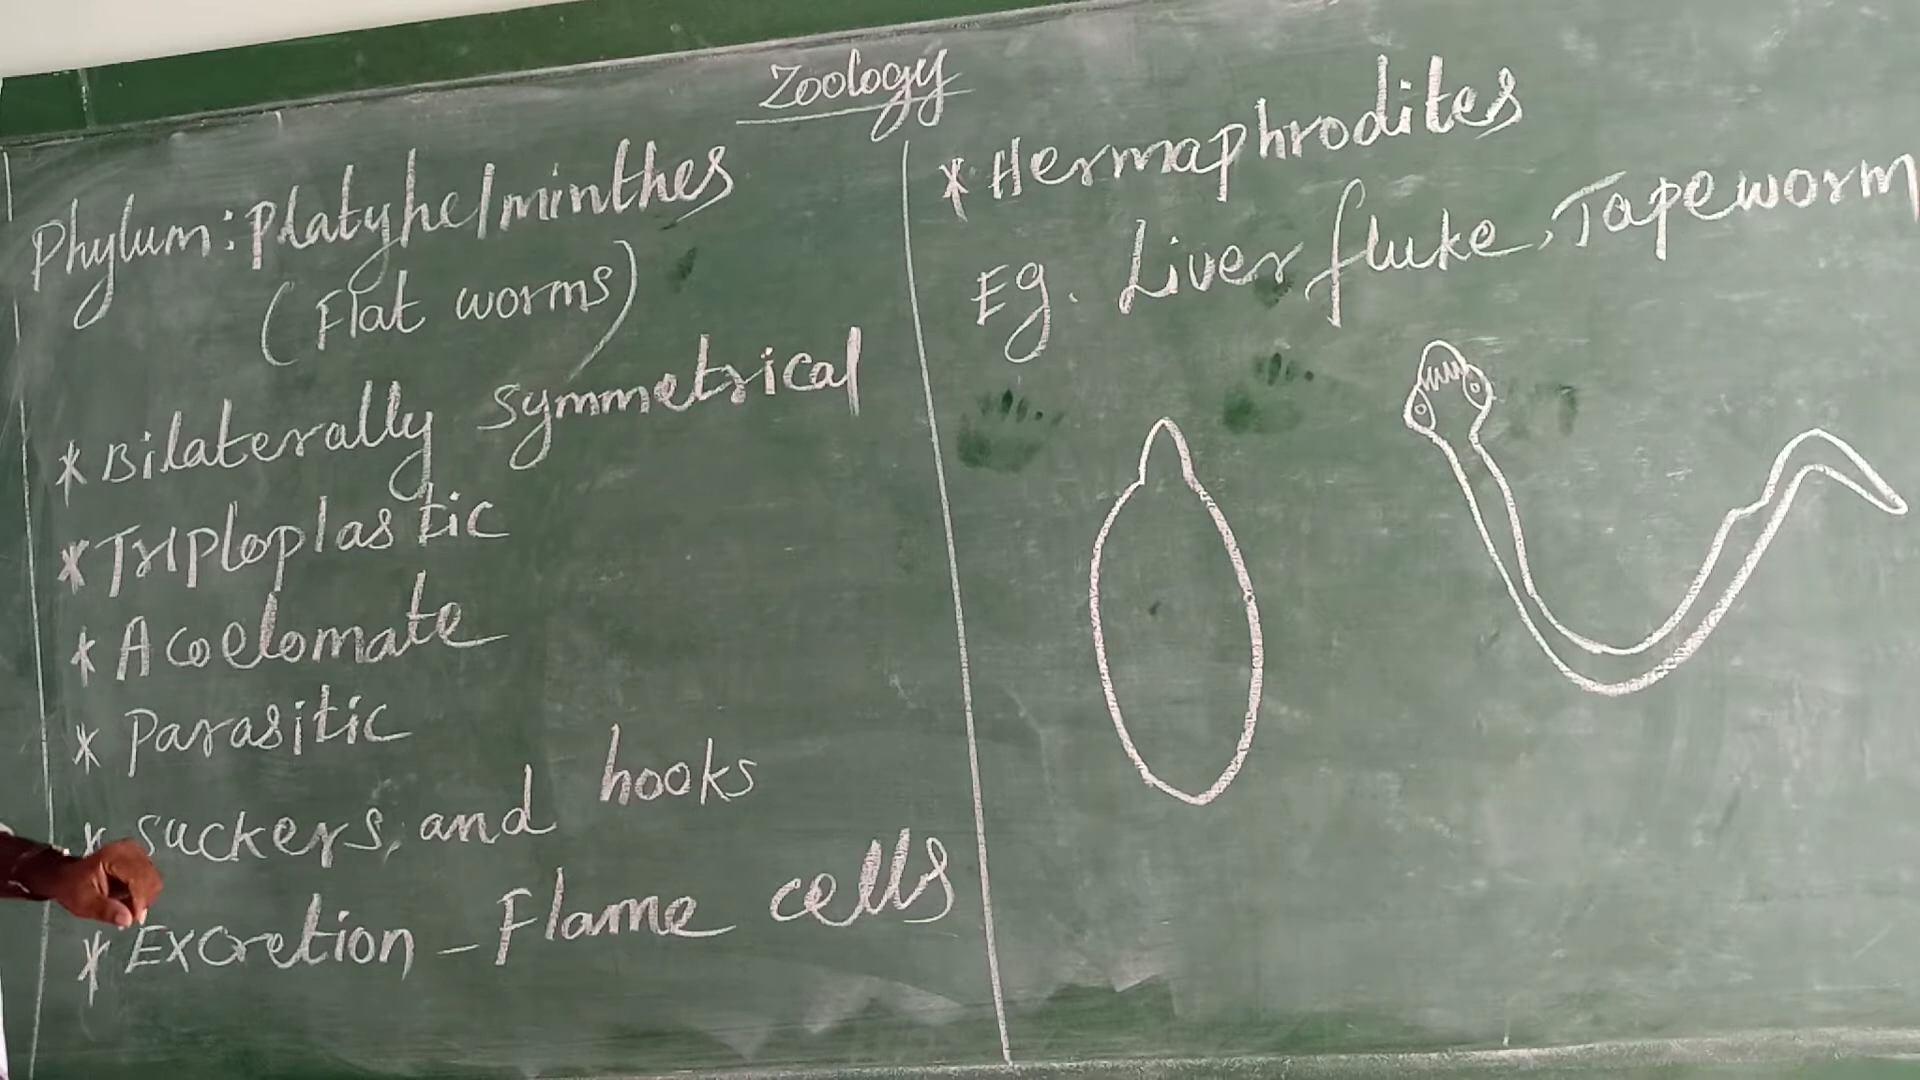 Zoology
Phylum: Platyhelminthes
(Flat worms)
* Bilaterally symmetrical
* Triploplastic
* Acoelomate
* Parasitic
* Suckers, and hooks
* Excretion - Flame cells
* Hermaphrodites
Eg. Liver fluke, Tapeworm